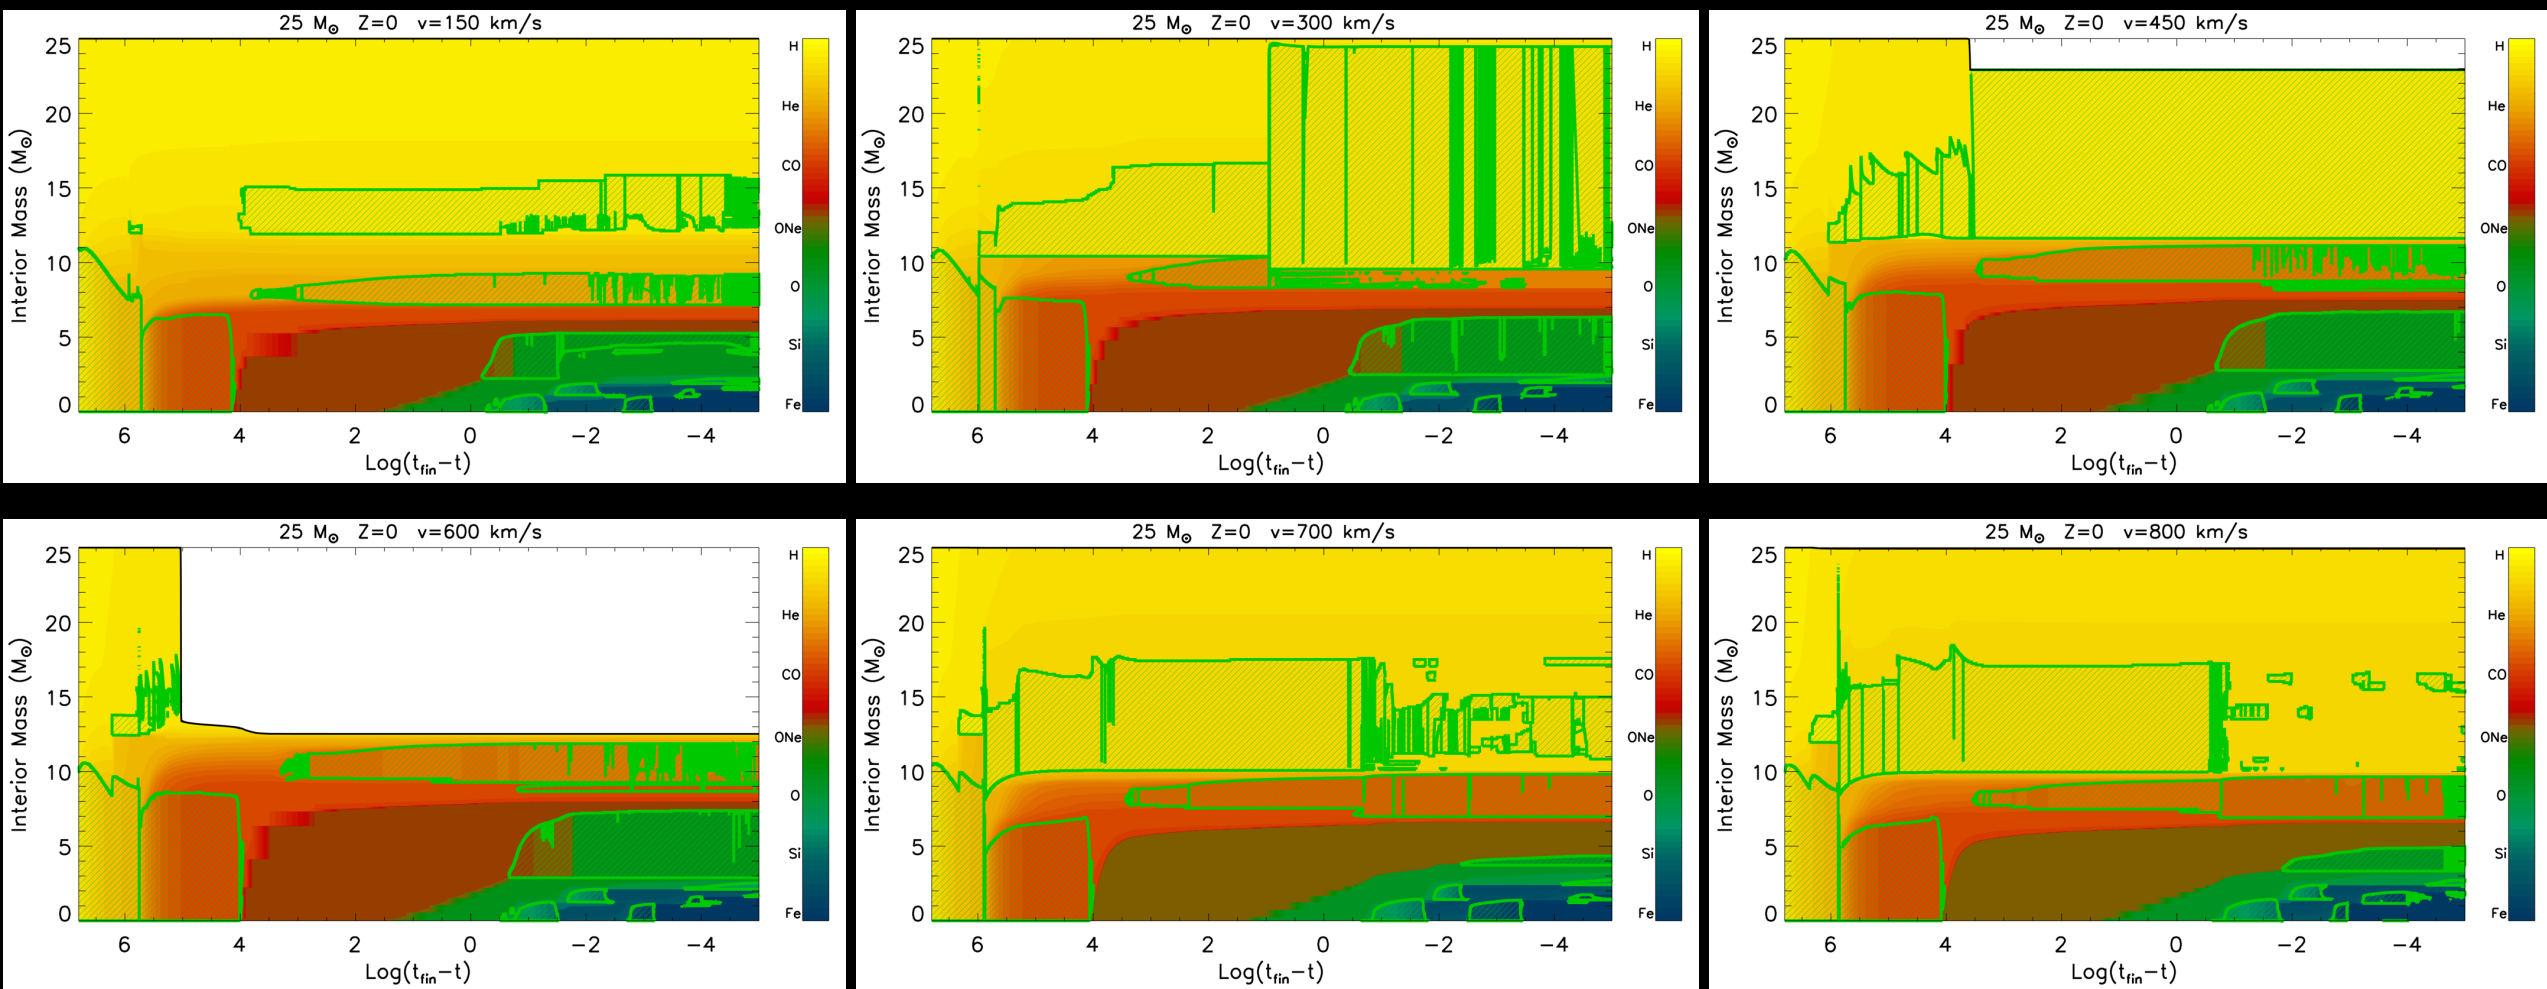 25 M⊙ Z=0 v=150 km/s
25
20
15
10
5
0
Interior Mass (M⊙)
6 4 2 0 −2 −4
Log(tfin−t)
H
He
CO
ONe
O
Si
Fe
25 M⊙ Z=0 v=300 km/s
25
20
15
10
5
0
Interior Mass (M⊙)
6 4 2 0 −2 −4
Log(tfin−t)
H
He
CO
ONe
O
Si
Fe
25 M⊙ Z=0 v=450 km/s
25
20
15
10
5
0
Interior Mass (M⊙)
6 4 2 0 −2 −4
Log(tfin−t)
H
He
CO
ONe
O
Si
Fe
25 M⊙ Z=0 v=600 km/s
25
20
15
10
5
0
Interior Mass (M⊙)
6 4 2 0 −2 −4
Log(tfin−t)
H
He
CO
ONe
O
Si
Fe
25 M⊙ Z=0 v=700 km/s
25
20
15
10
5
0
Interior Mass (M⊙)
6 4 2 0 −2 −4
Log(tfin−t)
H
He
CO
ONe
O
Si
Fe
25 M⊙ Z=0 v=800 km/s
25
20
15
10
5
0
Interior Mass (M⊙)
6 4 2 0 −2 −4
Log(tfin−t)
H
He
CO
ONe
O
Si
Fe